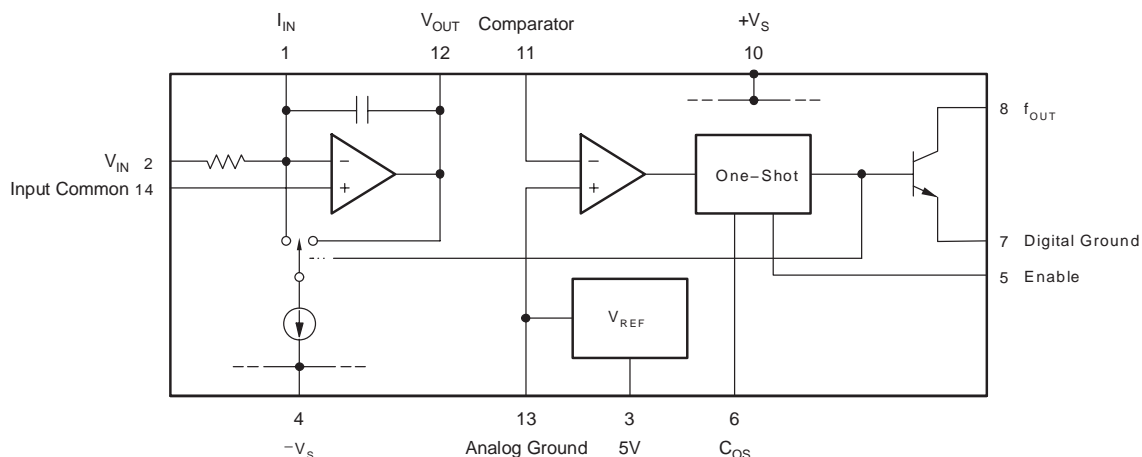 I_IN V_OUT Comparator +V_S
1 12 11 10
8 f_OUT
V_IN 2
− − One–Shot
Input Common 14
+ +
7 Digital Ground
5 Enable
V_REF
4 13 3 6
–V_S Analog Ground 5V C_OS